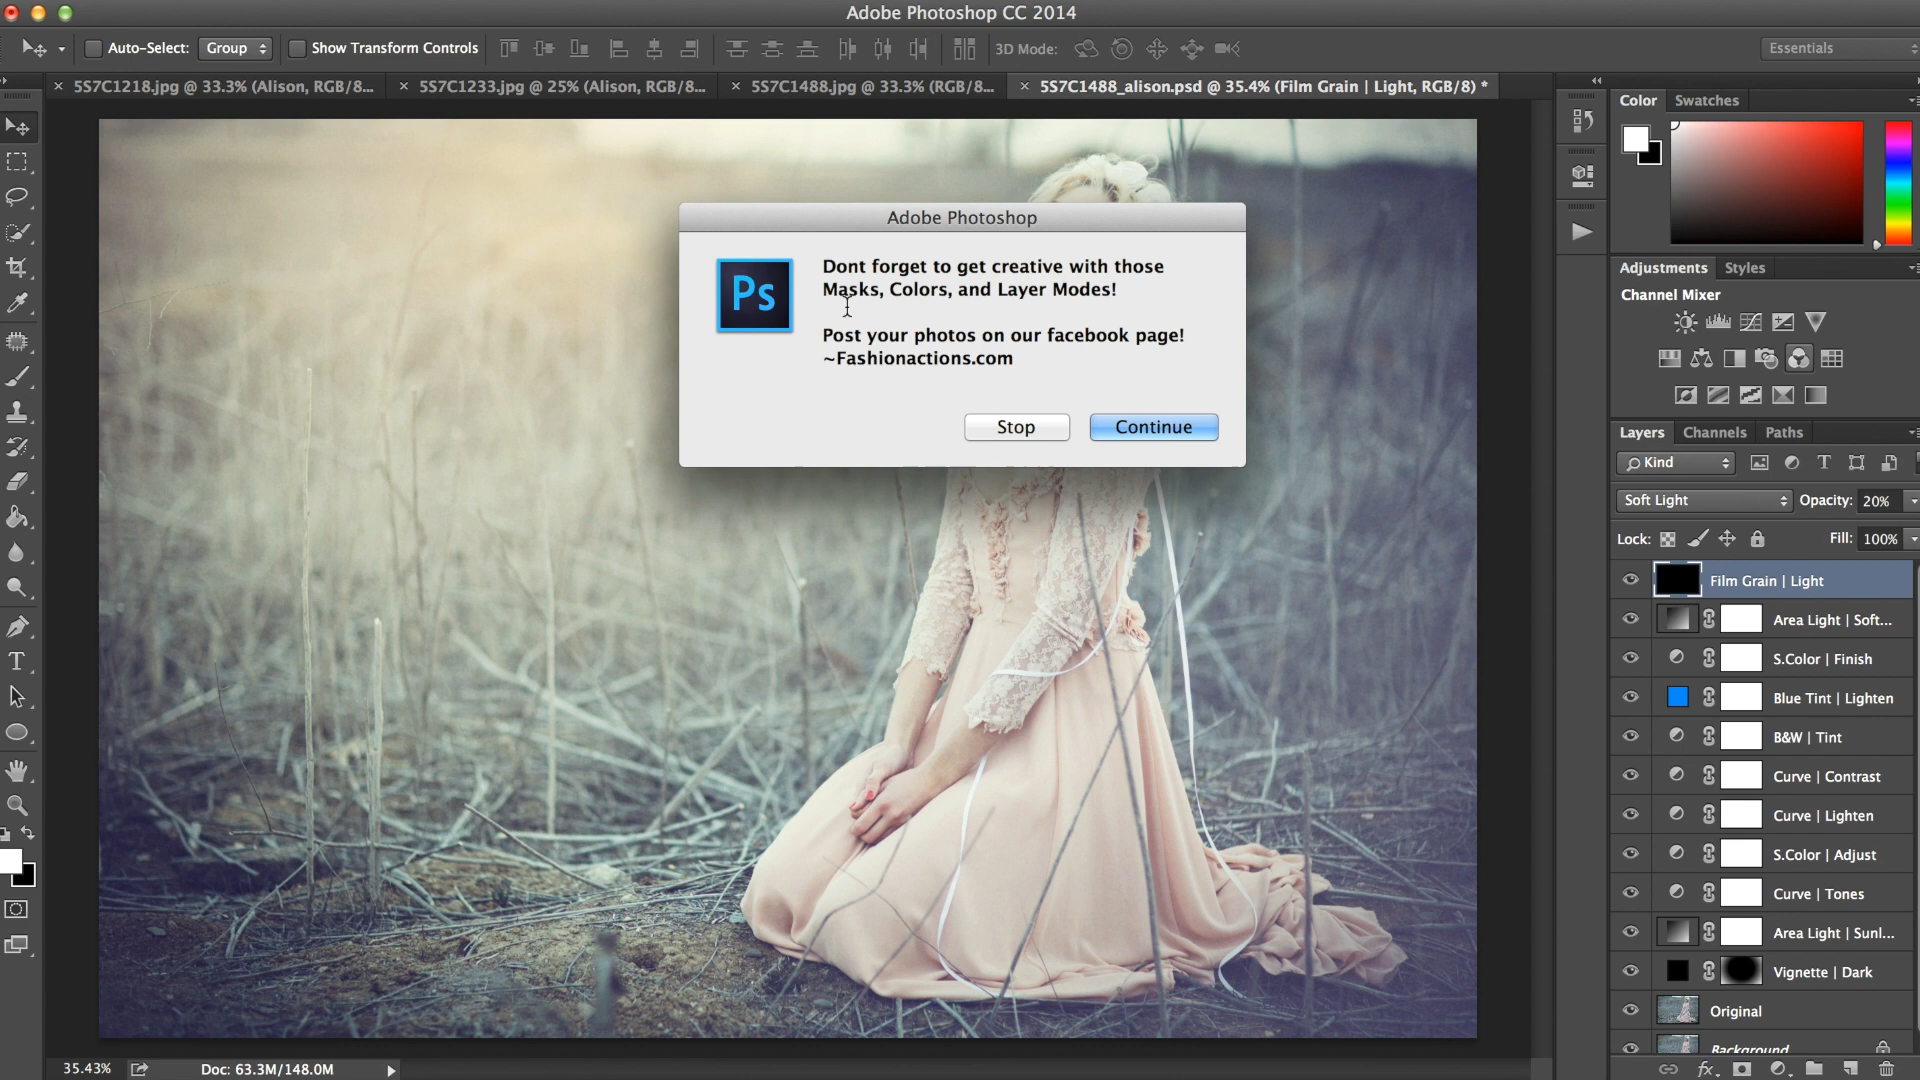 Adobe Photoshop CC 2014
Auto-Select: Group Show Transform Controls 3D Mode: Essentials
5S7C1218.jpg @ 33.3% (Alison, RGB/8... 5S7C1233.jpg @ 25% (Alison, RGB/8... 5S7C1488.jpg @ 33.3% (RGB/8... 5S7C1488_alison.psd @ 35.4% (Film Grain | Light, RGB/8) *
Color Swatches
Adobe Photoshop
Ps
Dont forget to get creative with those
Masks, Colors, and Layer Modes!
Post your photos on our facebook page!
~Fashionactions.com
Stop Continue
Adjustments Styles
Channel Mixer
Layers Channels Paths
Kind
Soft Light Opacity: 20%
Lock: Fill: 100%
Film Grain | Light
Area Light | Soft...
S.Color | Finish
Blue Tint | Lighten
B&W | Tint
Curve | Contrast
Curve | Lighten
S.Color | Adjust
Curve | Tones
Area Light | Sunl...
Vignette | Dark
Original
Background
35.43% Doc: 63.3M/148.0M